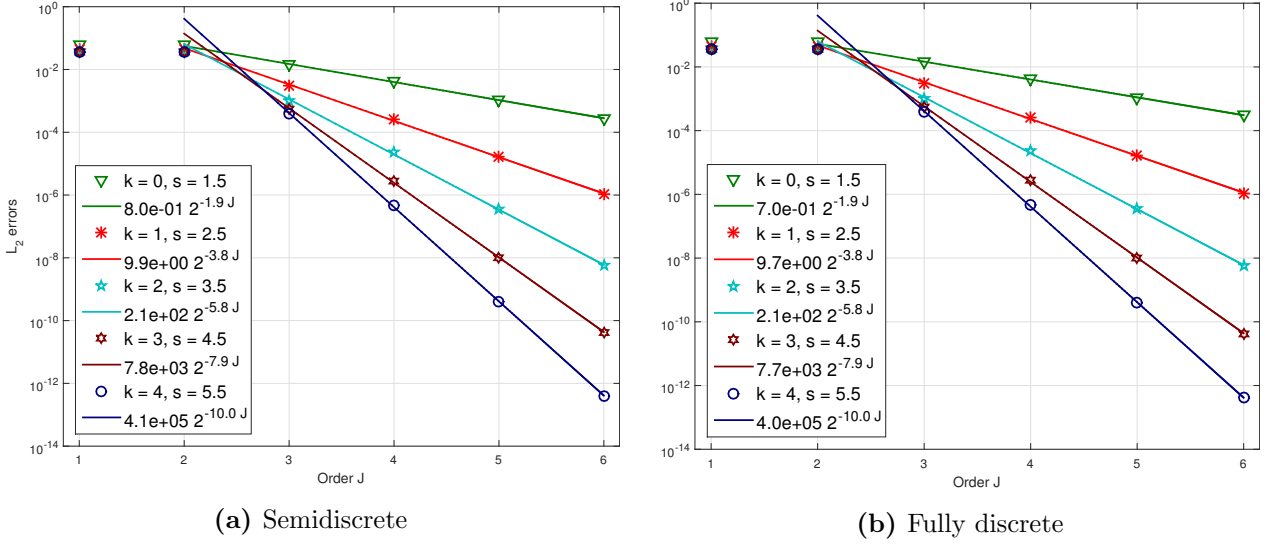 10^0
10^-2
10^-4
10^-6
10^-8
10^-10
10^-12
10^-14
L_2 errors
k = 0, s = 1.5
8.0e-01 2^-1.9 J
k = 1, s = 2.5
9.9e+00 2^-3.8 J
k = 2, s = 3.5
2.1e+02 2^-5.8 J
k = 3, s = 4.5
7.8e+03 2^-7.9 J
k = 4, s = 5.5
4.1e+05 2^-10.0 J
1 2 3 4 5 6
Order J
(a) Semidiscrete
10^0
10^-2
10^-4
10^-6
10^-8
10^-10
10^-12
10^-14
k = 0, s = 1.5
7.0e-01 2^-1.9 J
k = 1, s = 2.5
9.7e+00 2^-3.8 J
k = 2, s = 3.5
2.1e+02 2^-5.8 J
k = 3, s = 4.5
7.7e+03 2^-7.9 J
k = 4, s = 5.5
4.0e+05 2^-10.0 J
1 2 3 4 5 6
Order J
(b) Fully discrete